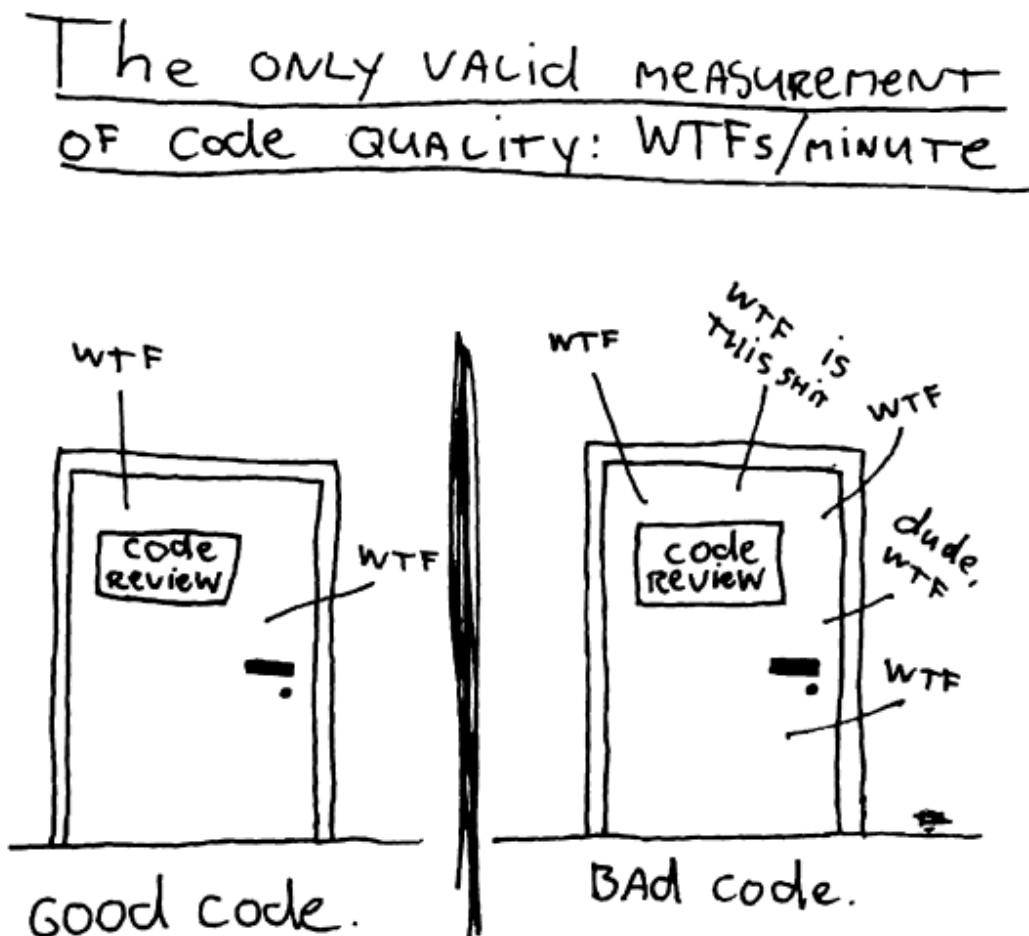 The ONLY VALid MEASUREMENT
OF Code QUALITY: WTFs/MINUTE
WTF
code
REVIEW
WTF
GOOD code.
WTF
WTF is
THiS SHiT
WTF
code
REVIEW
dude,
WTF
WTF
BAd code.